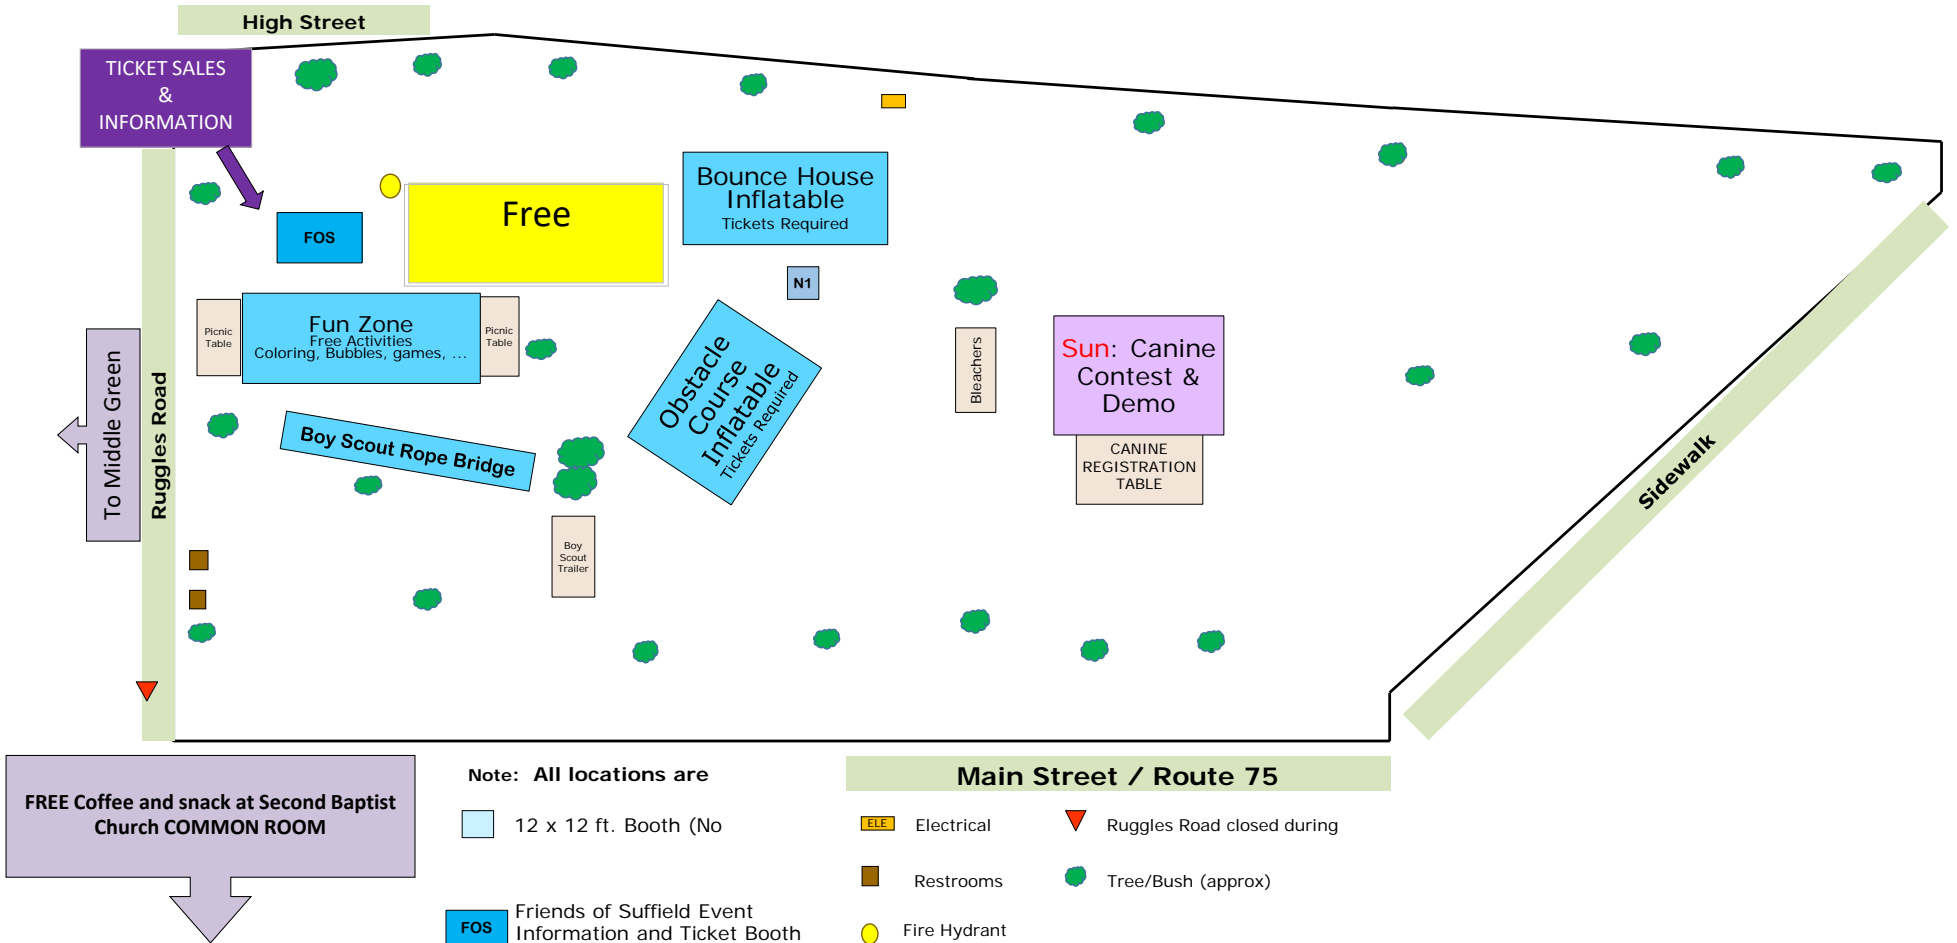 High Street
TICKET SALES
&
INFORMATION
FOS
Free
Bounce House
Inflatable
Tickets Required
N1
Picnic
Table
Fun Zone
Free Activities
Coloring, Bubbles, games, ...
Picnic
Table
Obstacle
Course
Inflatable
Tickets Required
Bleachers
Sun: Canine
Contest &
Demo
CANINE
REGISTRATION
TABLE
To Middle Green
Ruggles Road
Boy Scout Rope Bridge
Boy
Scout
Trailer
Sidewalk
FREE Coffee and snack at Second Baptist
Church COMMON ROOM
Note: All locations are
12 x 12 ft. Booth (No
FOS
Friends of Suffield Event
Information and Ticket Booth
Main Street / Route 75
ELE
Electrical
Ruggles Road closed during
Restrooms
Tree/Bush (approx)
Fire Hydrant